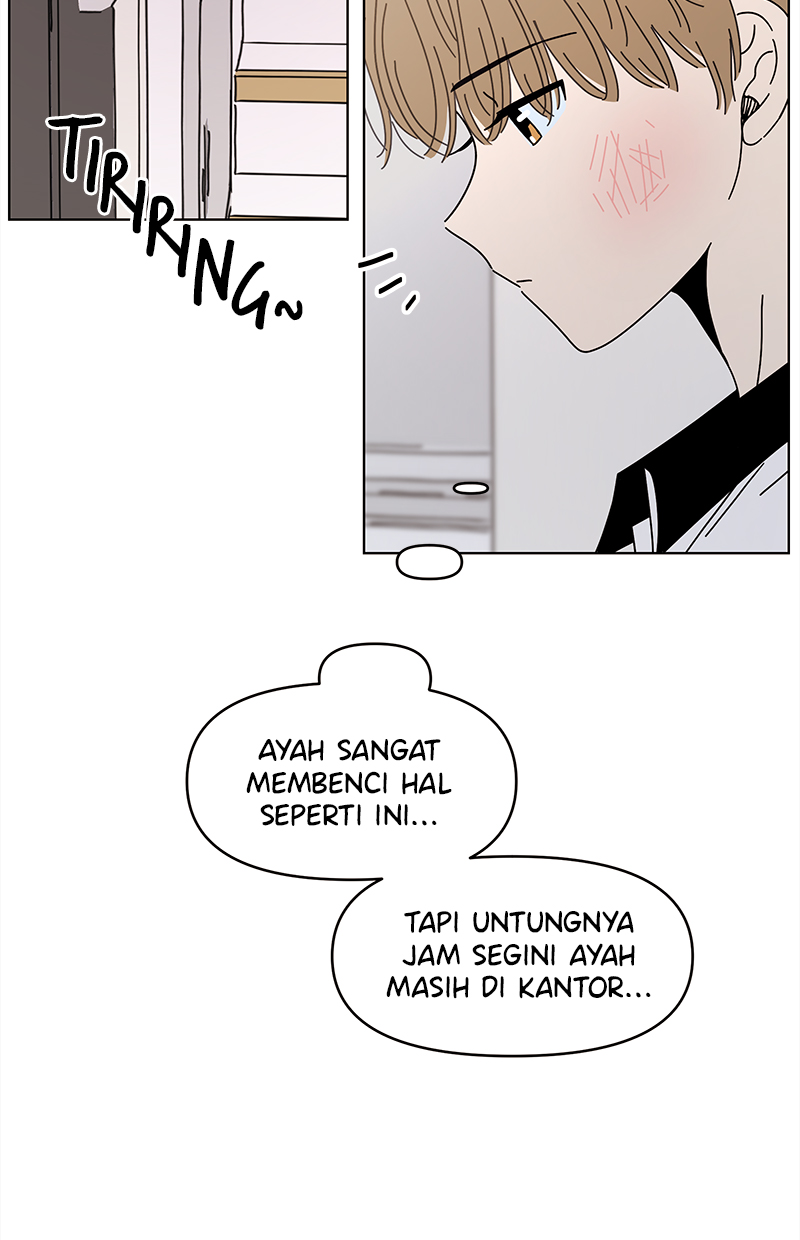 TIRIRING~
AYAH SANGAT
MEMBENCI HAL
SEPERTI INI...
TAPI UNTUNGNYA
JAM SEGINI AYAH
MASIH DI KANTOR...